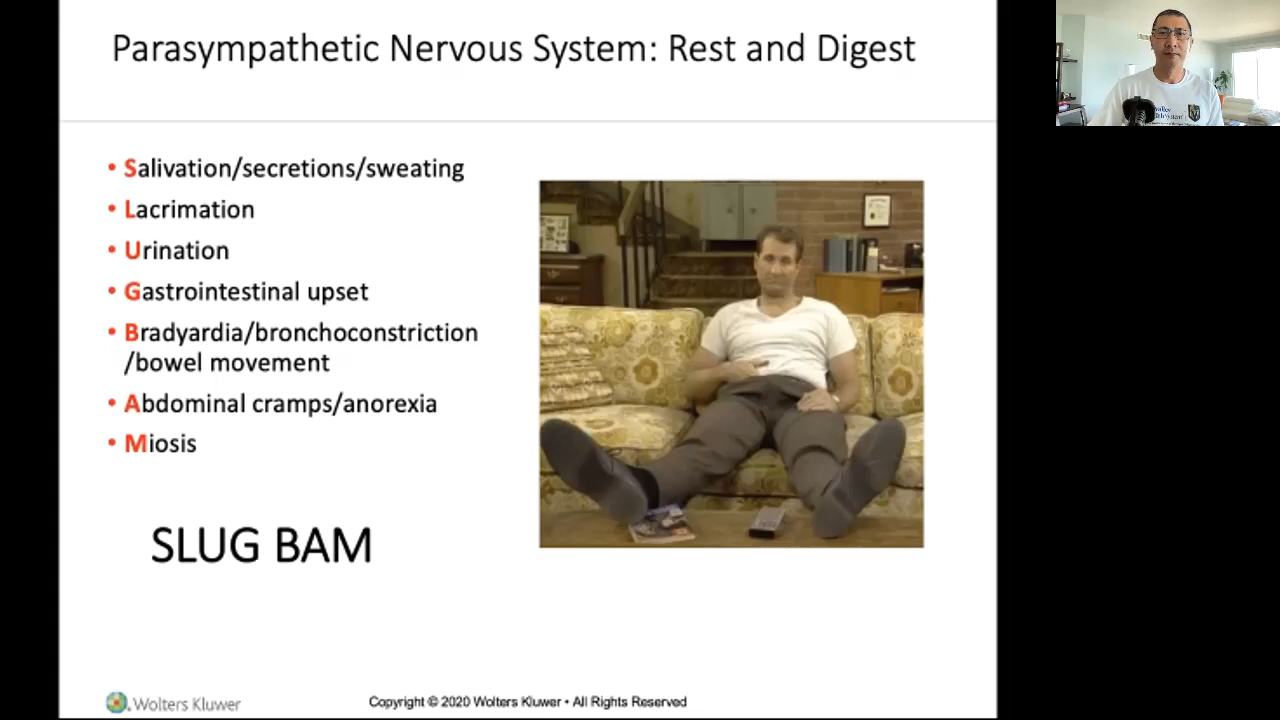 Parasympathetic Nervous System: Rest and Digest
• Salivation/secretions/sweating
• Lacrimation
• Urination
• Gastrointestinal upset
• Bradyardia/bronchoconstriction
/bowel movement
• Abdominal cramps/anorexia
• Miosis
SLUG BAM
Wolters Kluwer
Copyright © 2020 Wolters Kluwer • All Rights Reserved